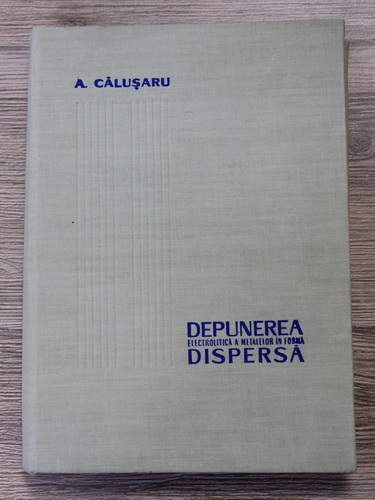 A. CĂLUŞARU
DEPUNEREA
ELECTROLITICĂ A METALELOR ÎN FORMĂ
DISPERSĂ